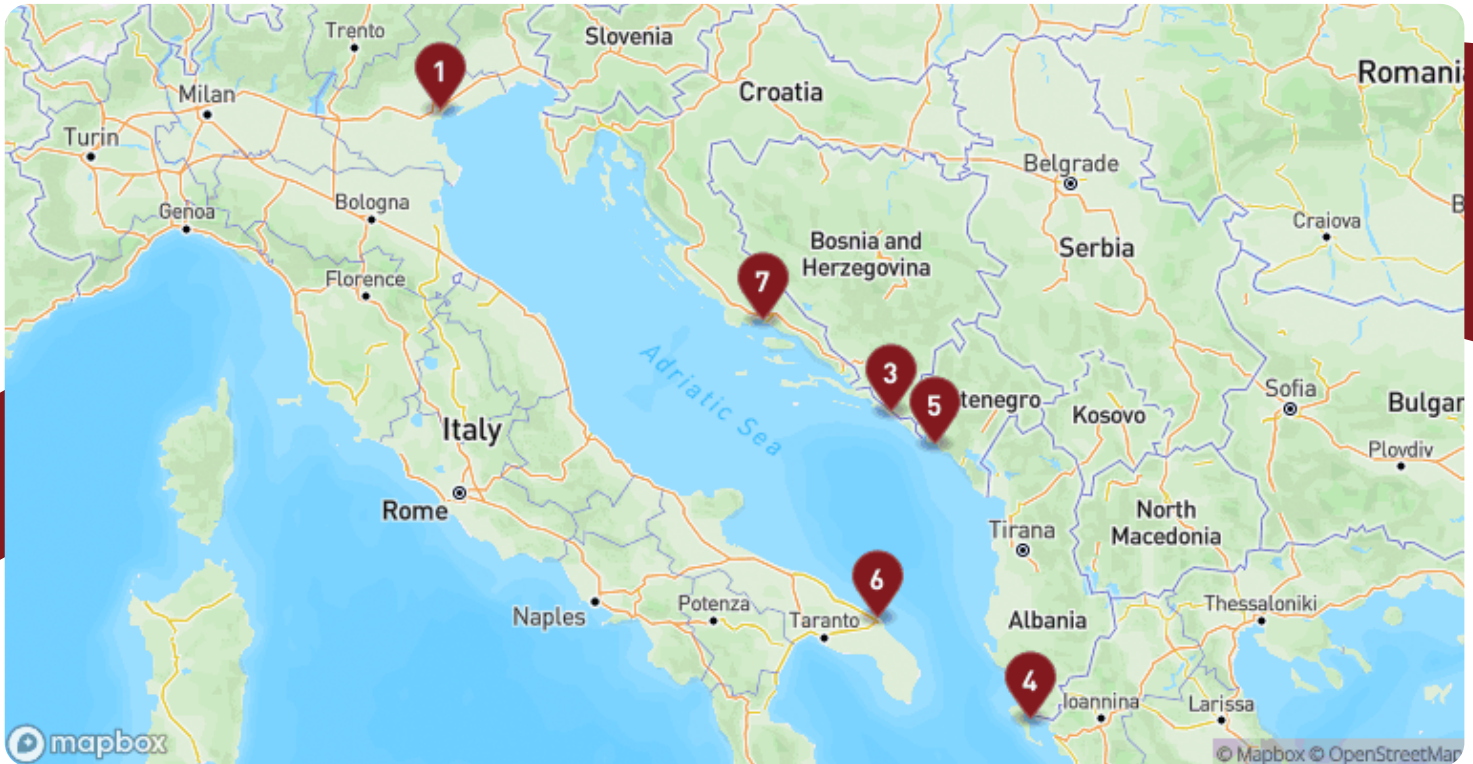 Trento
Slovenia
1
Croatia
Romani
Milan
Turin
Belgrade
Genoa
Bologna
Craiova
B
Bosnia and
Herzegovina
Serbia
Florence
7
Adriatic Sea
3
5
tenegro
Kosovo
Sofia
Bulgar
Plovdiv
Italy
Rome
North
Macedonia
Tirana
6
Naples
Potenza
Taranto
Albania
Thessaloniki
4
Ioannina
Larissa
mapbox
© Mapbox © OpenStreetMap